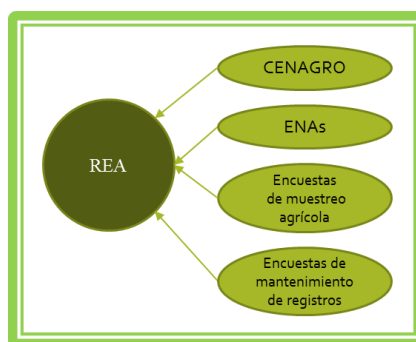 CENAGRO
REA
ENAs
Encuestas
de muestreo
agrícola
Encuestas de
mantenimiento
de registros